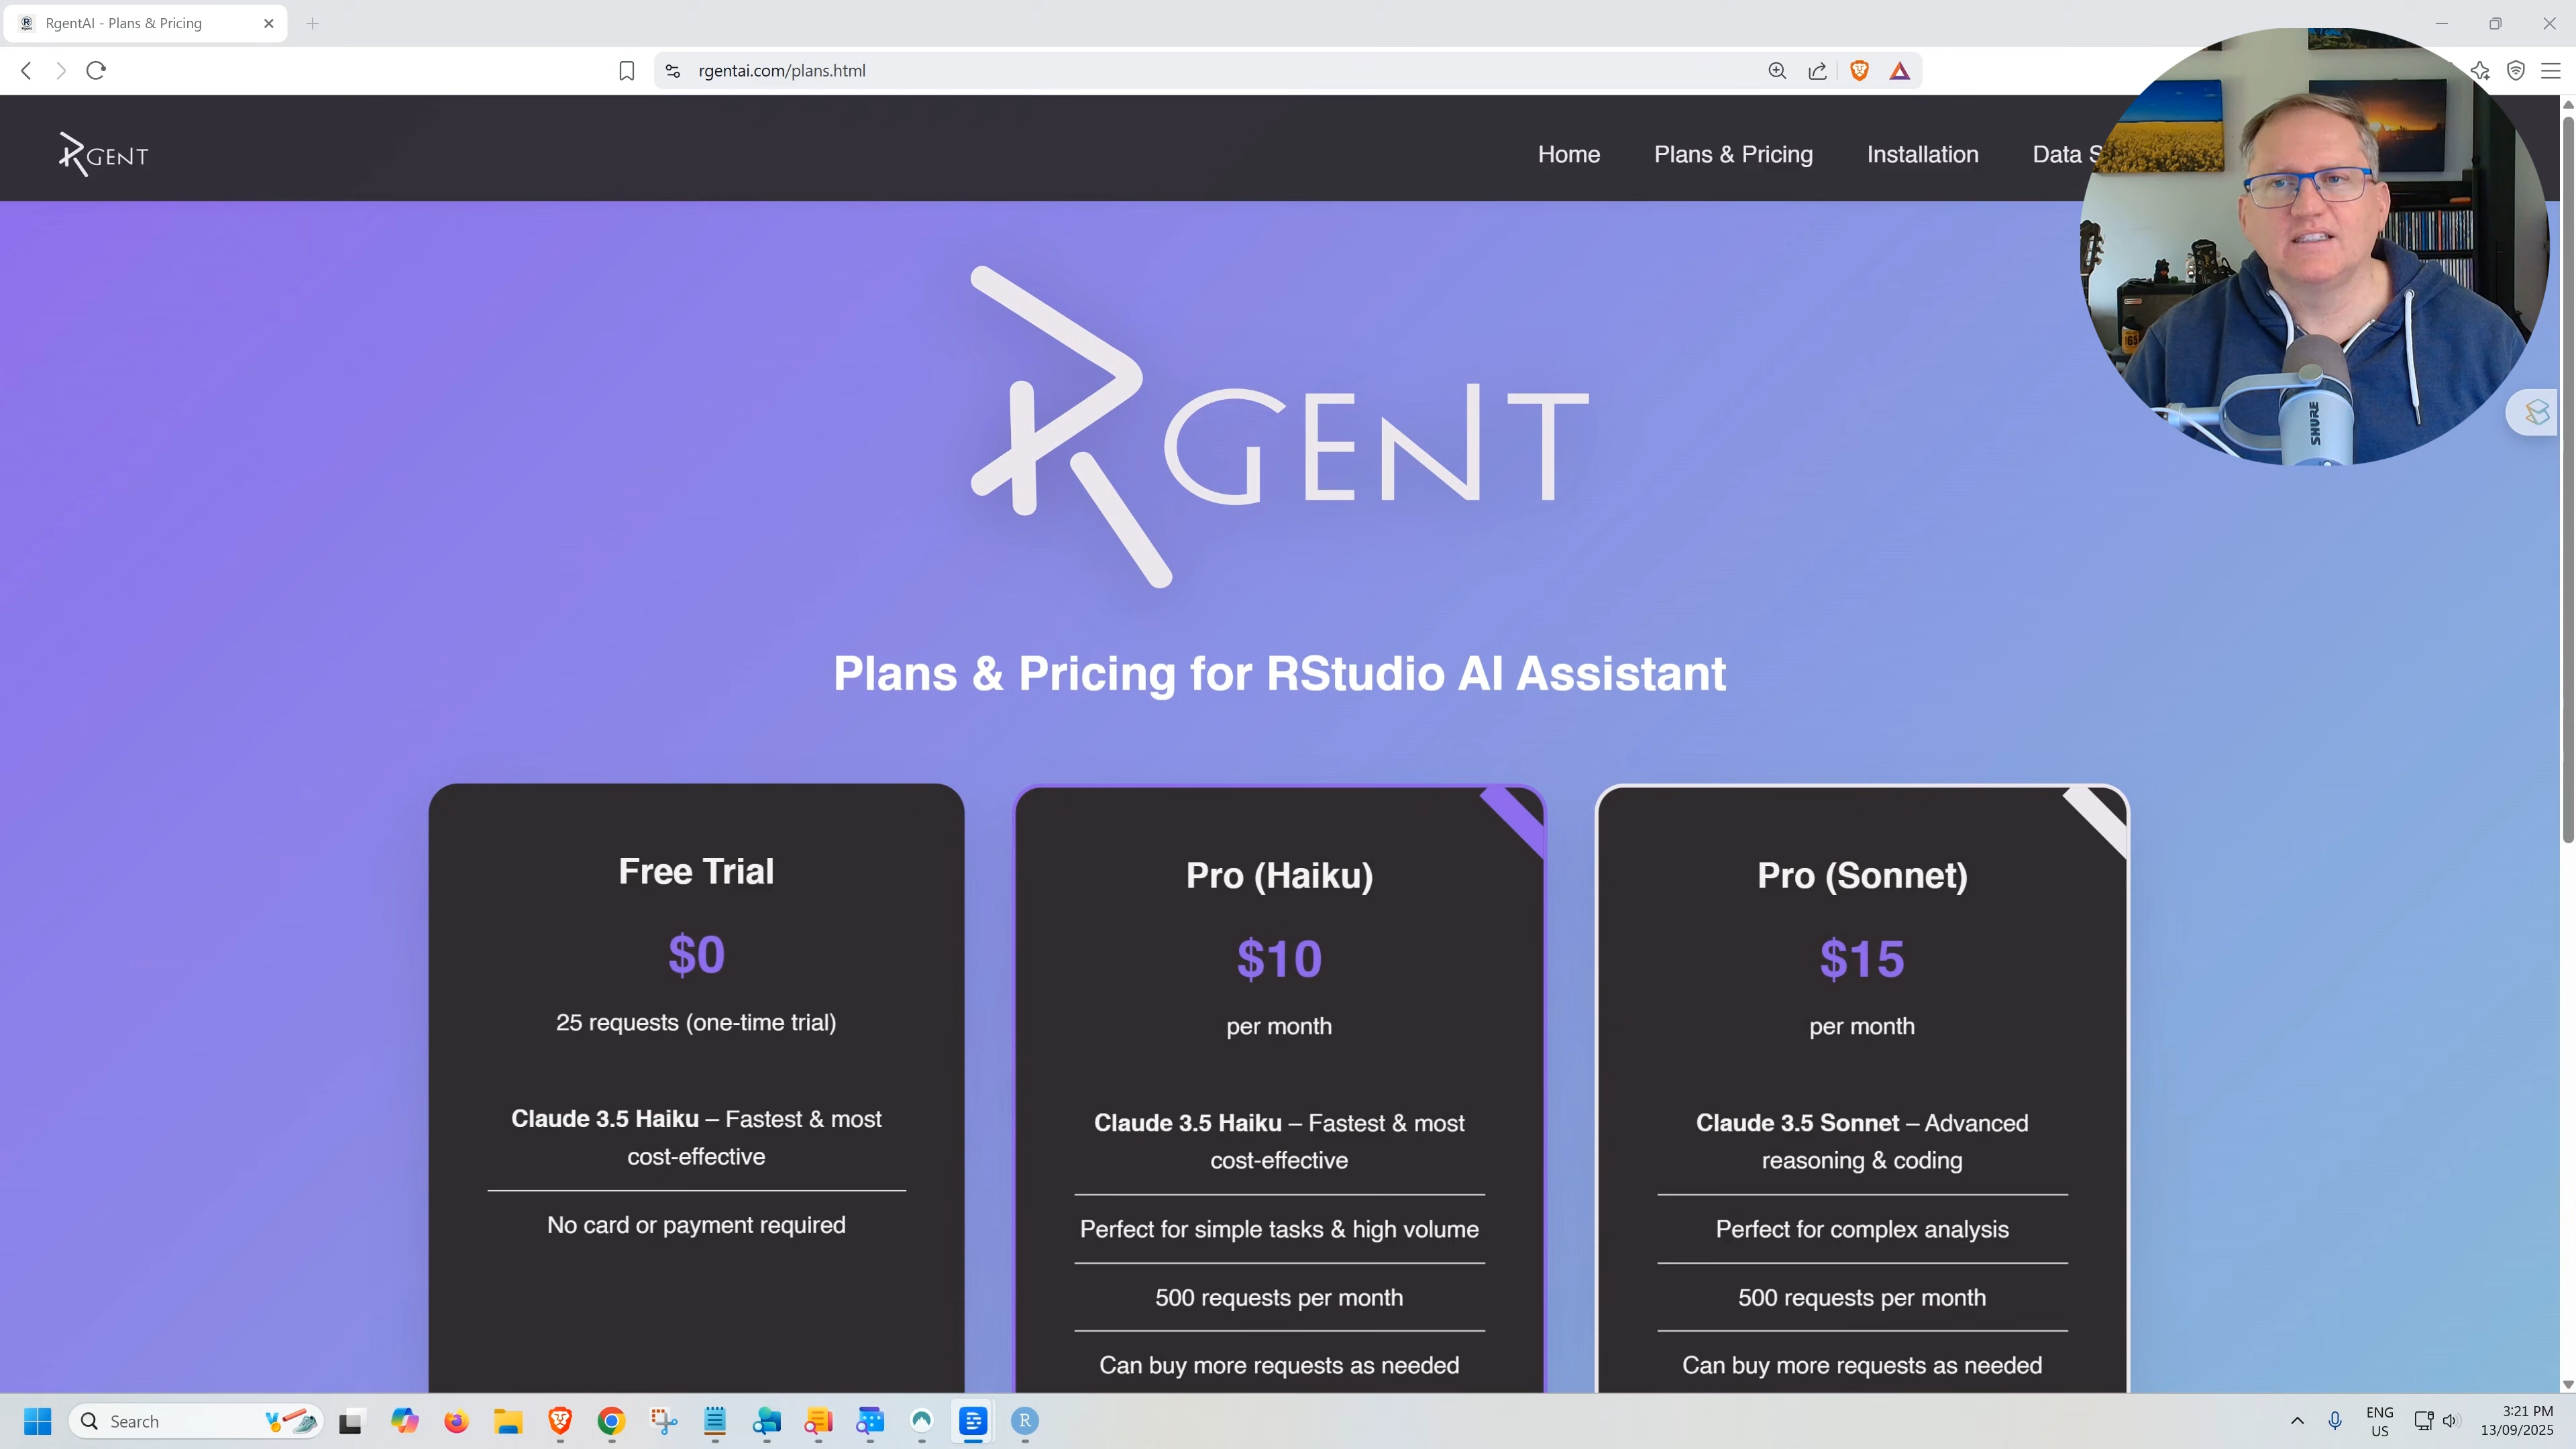 RgentAI - Plans & Pricing
rgentai.com/plans.html
RGENT
Home
Plans & Pricing
Installation
Data
RGENT
SHURE
Plans & Pricing for RStudio AI Assistant
Free Trial
$0
25 requests (one-time trial)
Claude 3.5 Haiku – Fastest & most
cost-effective
No card or payment required
Pro (Haiku)
$10
per month
Claude 3.5 Haiku – Fastest & most
cost-effective
Perfect for simple tasks & high volume
500 requests per month
Can buy more requests as needed
Pro (Sonnet)
$15
per month
Claude 3.5 Sonnet – Advanced
reasoning & coding
Perfect for complex analysis
500 requests per month
Can buy more requests as needed
Search
R
ENG
US
3:21 PM
13/09/2025